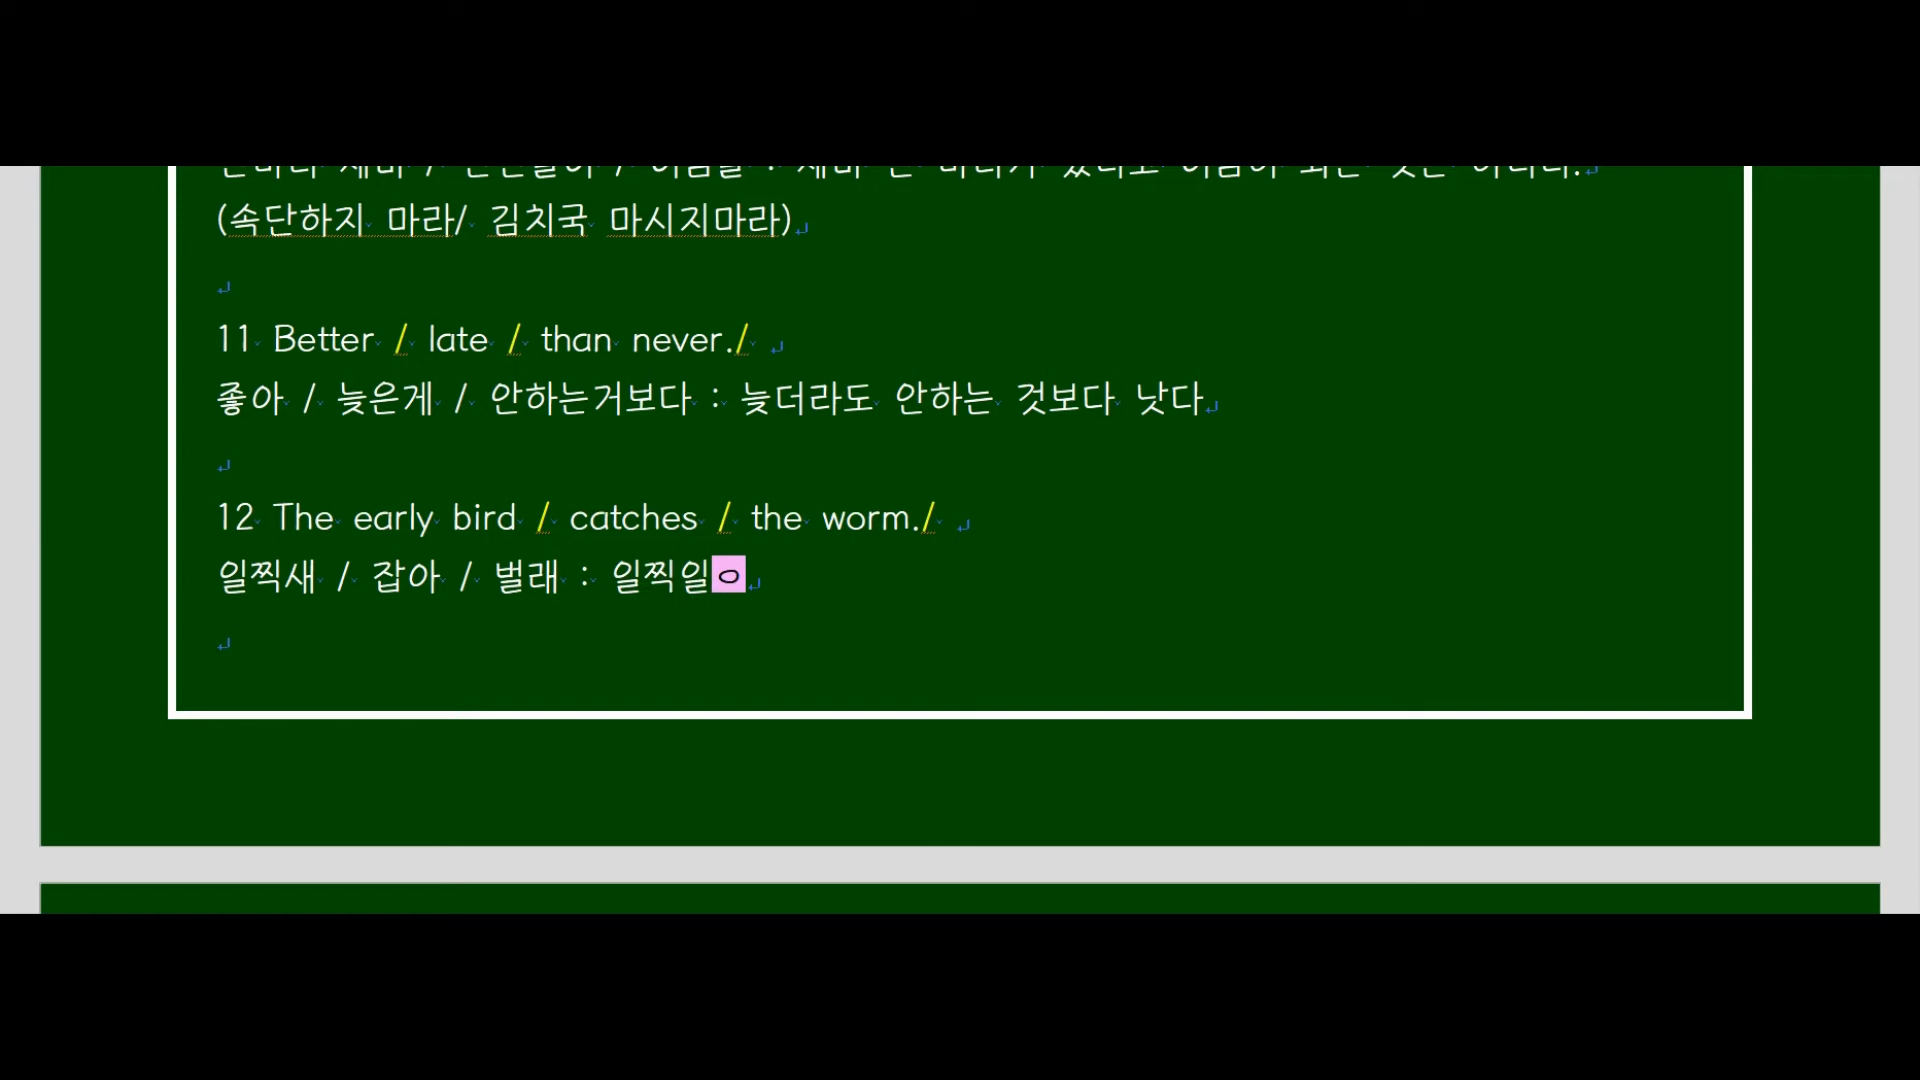 (속단하지 마라/ 김치국 마시지마라)
11 Better / late / than never./
좋아 / 늦은게 / 안하는거보다 : 늦더라도 안하는 것보다 낫다
12 The early bird / catches / the worm./
일찍새 / 잡아 / 벌래 : 일찍일ㅇ